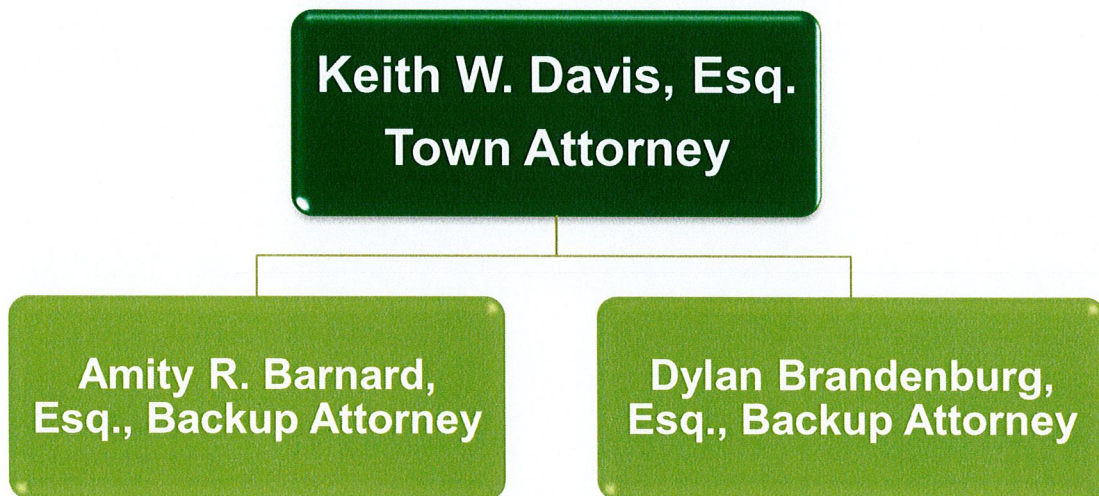 Keith W. Davis, Esq.
Town Attorney
Amity R. Barnard,
Esq., Backup Attorney
Dylan Brandenburg,
Esq., Backup Attorney